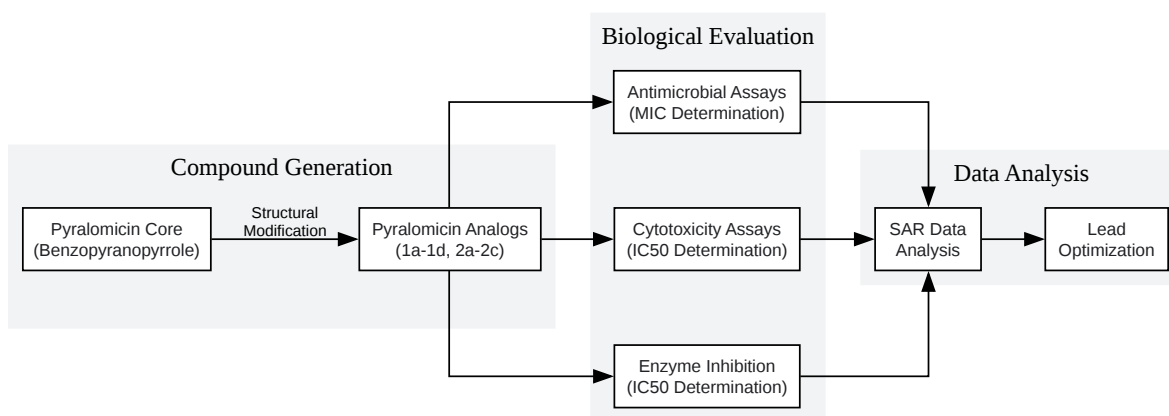 Biological Evaluation
Antimicrobial Assays
(MIC Determination)
Compound Generation
Data Analysis
Pyralomicin Core
(Benzopyranopyrrole)
Structural
Modification
Pyralomicin Analogs
(1a-1d, 2a-2c)
Cytotoxicity Assays
(IC50 Determination)
SAR Data
Analysis
Lead
Optimization
Enzyme Inhibition
(IC50 Determination)